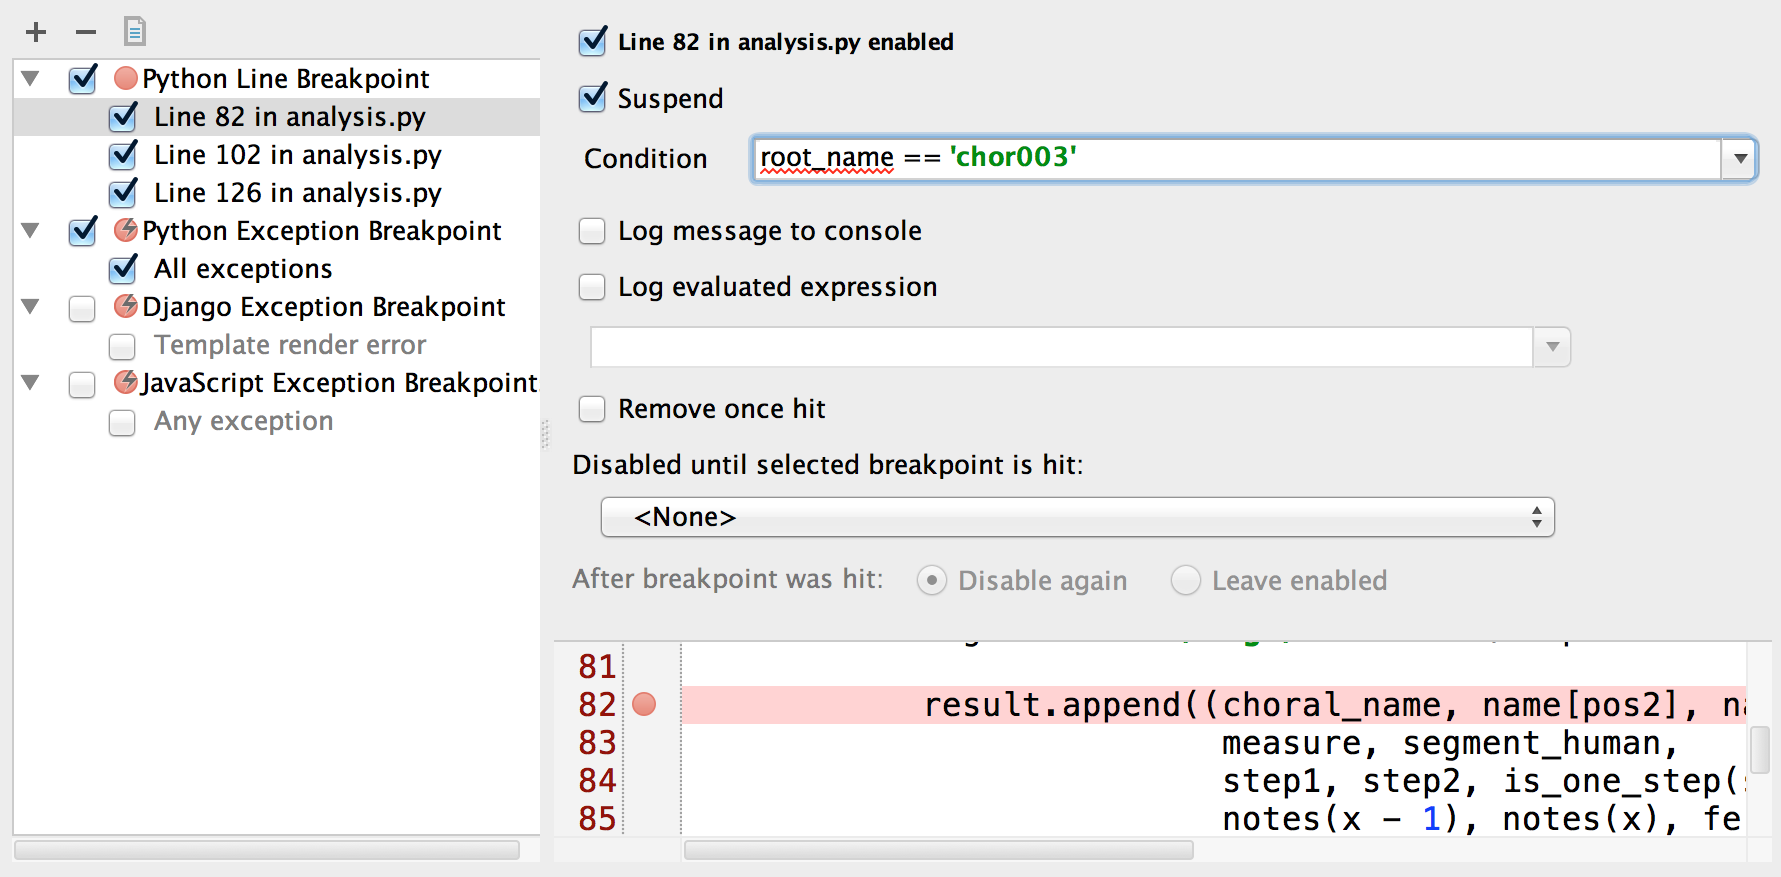 Python Line Breakpoint
Line 82 in analysis.py
Line 102 in analysis.py
Line 126 in analysis.py
Python Exception Breakpoint
All exceptions
Django Exception Breakpoint
Template render error
JavaScript Exception Breakpoint
Any exception
Line 82 in analysis.py enabled
Suspend
Condition root_name == 'chor003'
Log message to console
Log evaluated expression
Remove once hit
Disabled until selected breakpoint is hit:
<None>
After breakpoint was hit: Disable again Leave enabled
81
82 result.append((choral_name, name[pos2],
83 measure, segment_human,
84 step1, step2, is_one_step(
85 notes(x - 1), notes(x), fe